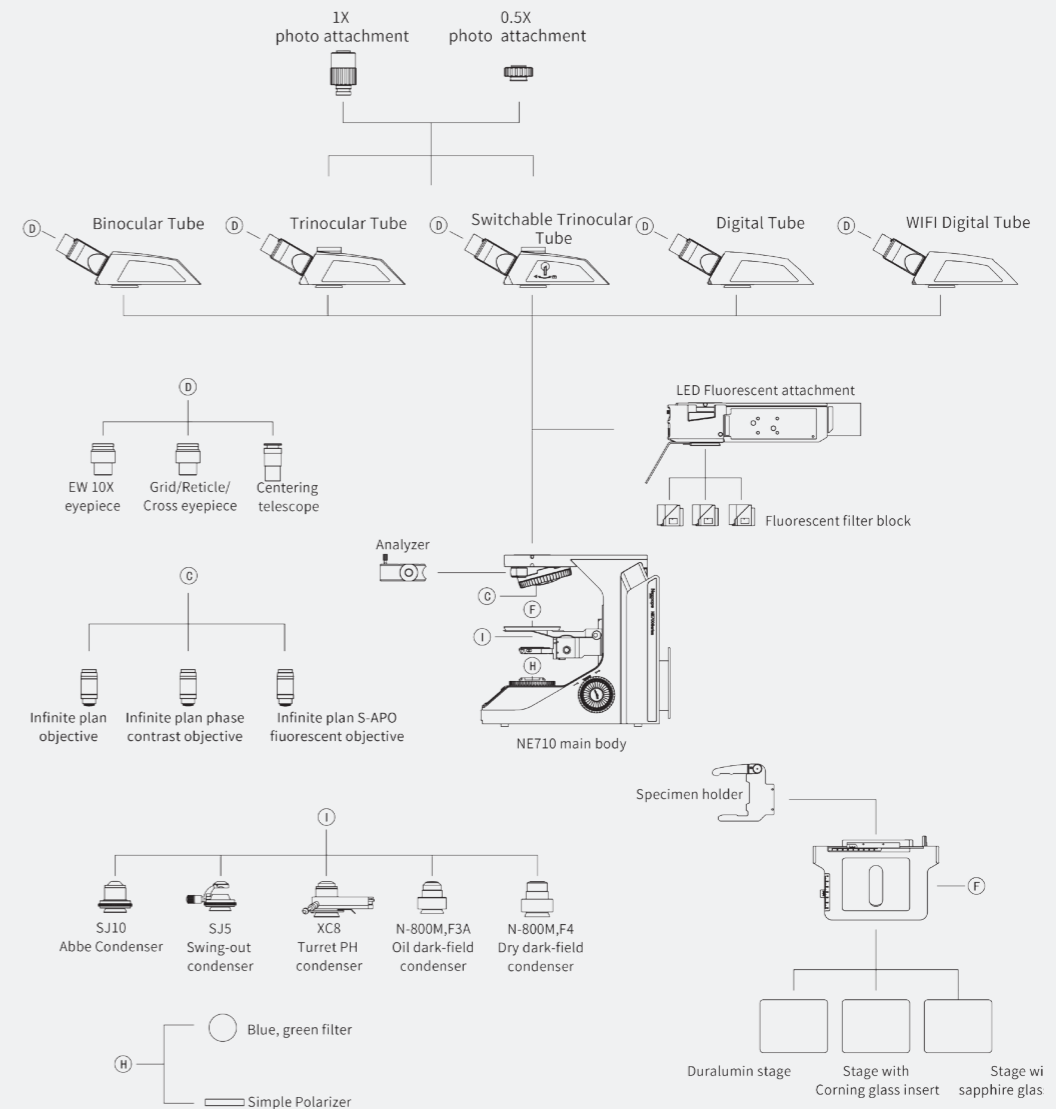 1X
photo attachment
0.5X
photo attachment
Binocular Tube
Trinocular Tube
Switchable Trinocular
Tube
Digital Tube
WIFI Digital Tube
D
D
D
D
D
LED Fluorescent attachment
Fluorescent filter block
D
EW 10X
eyepiece
Grid/Reticle/
Cross eyepiece
Centering
telescope
Analyzer
C
F
I
H
NE710 main body
C
Infinite plan
objective
Infinite plan phase
contrast objective
Infinite plan S-APO
fiuorescent objective
Specimen holder
F
I
SJ10
Abbe Condenser
SJ5
Swing-out
condenser
XC8
Turret PH
condenser
N-800M,F3A
Oil dark-field
condenser
N-800M,F4
Dry dark-field
condenser
Duralumin stage
Stage with
Corning glass insert
Stage wi
sapphire glas
H
Blue, green filter
Simple Polarizer